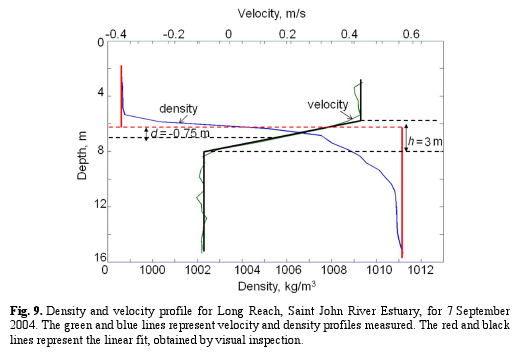 Velocity, m/s
-0.4 -0.2 0 0.2 0.4 0.6
0
4
8
12
16
Depth, m
density
velocity
d=-0.75 m
h=3 m
0 1000 1002 1004 1006 1008 1010 1012
Density, kg/m³
Fig. 9. Density and velocity profile for Long Reach, Saint John River Estuary, for 7 September
2004. The green and blue lines represent velocity and density profiles measured. The red and black
lines represent the linear fit, obtained by visual inspection.